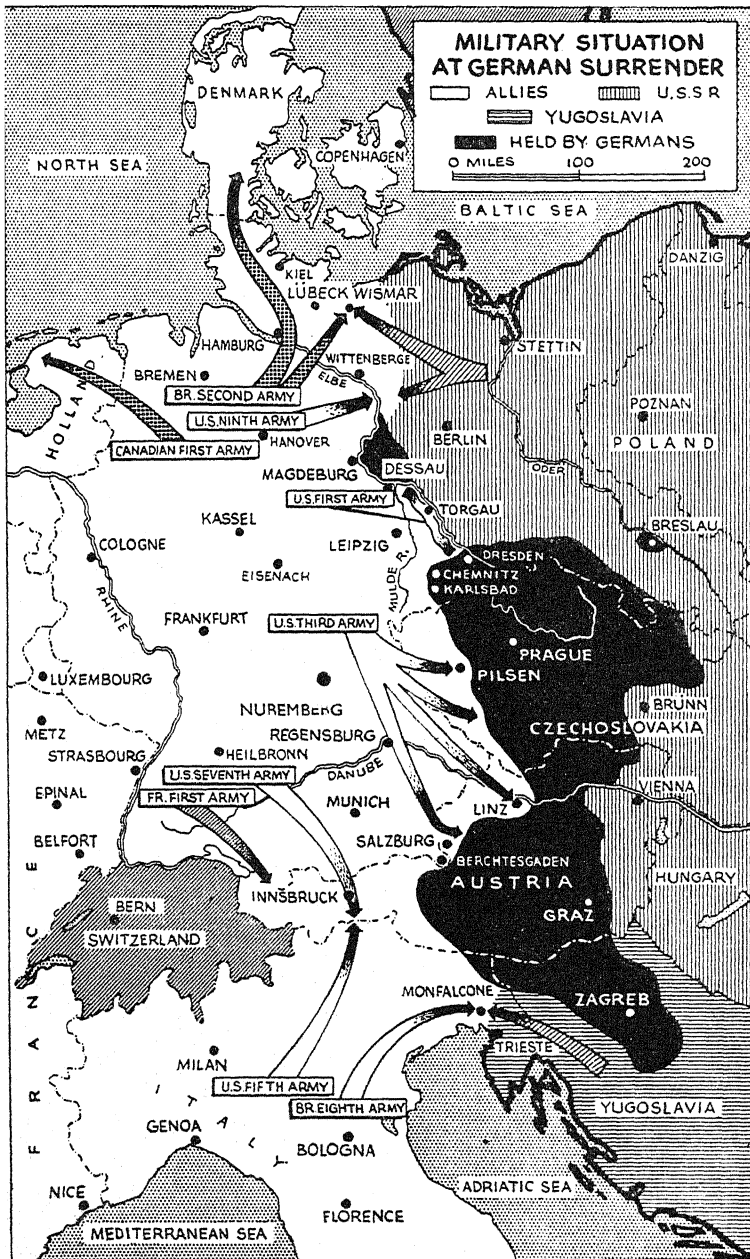 MILITARY SITUATION
AT GERMAN SURRENDER
ALLIES
U.S.S R
YUGOSLAVIA
HELD BY GERMANS
0 MILES 100 200
DENMARK
COPENHAGEN
NORTH SEA
BALTIC SEA
DANZIG
KIEL
LÜBECK WISMAR
STETTIN
HAMBURG
WITTENBERGE
ELBE
BREMEN
BR. SECOND ARMY
U.S. NINTH ARMY
HOLLAND
CANADIAN FIRST ARMY
HANOVER
BERLIN
POZNAN
POLAND
MAGDEBURG
DESSAU
ODER
U.S. FIRST ARMY
TORGAU
KASSEL
LEIPZIG
BRESLAU
COLOGNE
EISENACH
MULDE R.
DRESDEN
CHEMNITZ
KARLSBAD
RHINE
FRANKFURT
U.S. THIRD ARMY
PRAGUE
LUXEMBOURG
PILSEN
NUREMBERG
METZ
BRUNN
CZECHOSLOVAKIA
STRASBOURG
REGENSBURG
HEILBRONN
U.S. SEVENTH ARMY
DANUBE
EPINAL
FR. FIRST ARMY
MUNICH
LINZ
VIENNA
BELFORT
SALZBURG
BERCHTESGADEN
AUSTRIA
HUNGARY
INNSBRUCK
BERN
SWITZERLAND
GRAZ
FRANCE
MONFALCONE
ZAGREB
TRIESTE
MILAN
U.S. FIFTH ARMY
BR. EIGHTH ARMY
ITALY
YUGOSLAVIA
GENOA
BOLOGNA
ADRIATIC SEA
NICE
FLORENCE
MEDITERRANEAN SEA